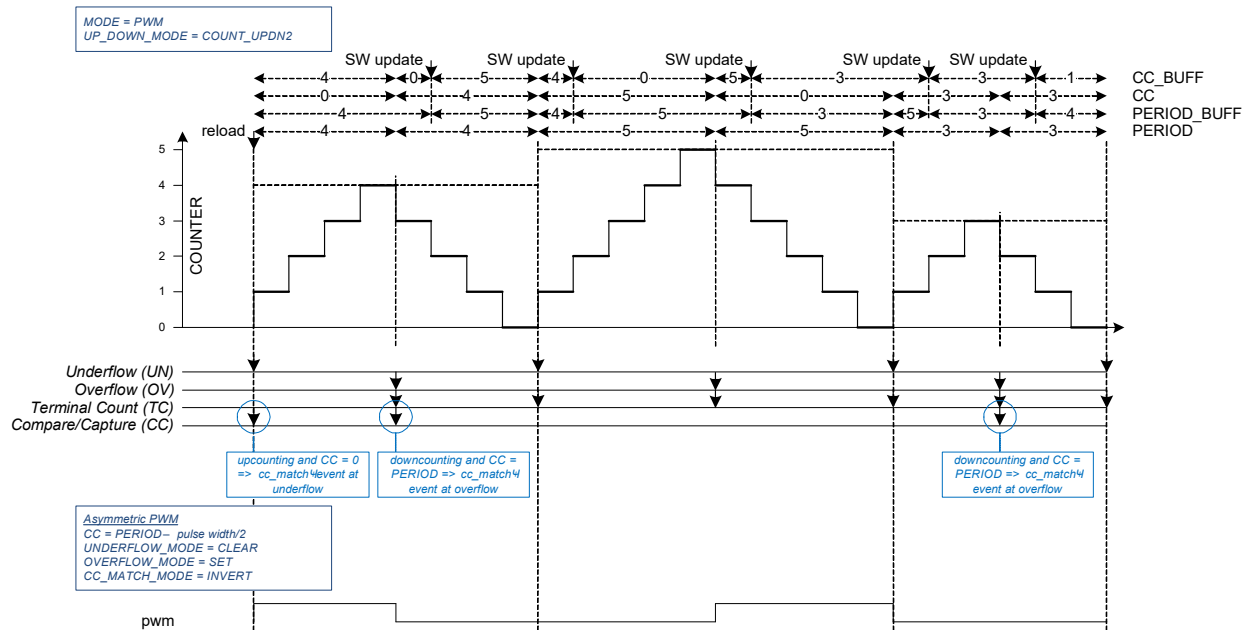 MODE = PWM
UP_DOWN_MODE = COUNT_UPDN2
SW update SW update SW update SW update SW update
4 0 5 4 0 5 3 3 1 CC_BUFF
0 4 5 0 3 3 CC
4 5 4 5 3 5 3 4 PERIOD_BUFF
reload 4 4 5 5 3 3 PERIOD
5
4
3
2
1
0
COUNTER
Underflow (UN)
Overflow (OV)
Terminal Count (TC)
Compare/Capture (CC)
upcounting and CC = 0
=> cc_match event at
underflow
downcounting and CC =
PERIOD => cc_match
event at overflow
downcounting and CC =
PERIOD => cc_match
event at overflow
Asymmetric PWM
CC = PERIOD – pulse width/2
UNDERFLOW_MODE = CLEAR
OVERFLOW_MODE = SET
CC_MATCH_MODE = INVERT
pwm